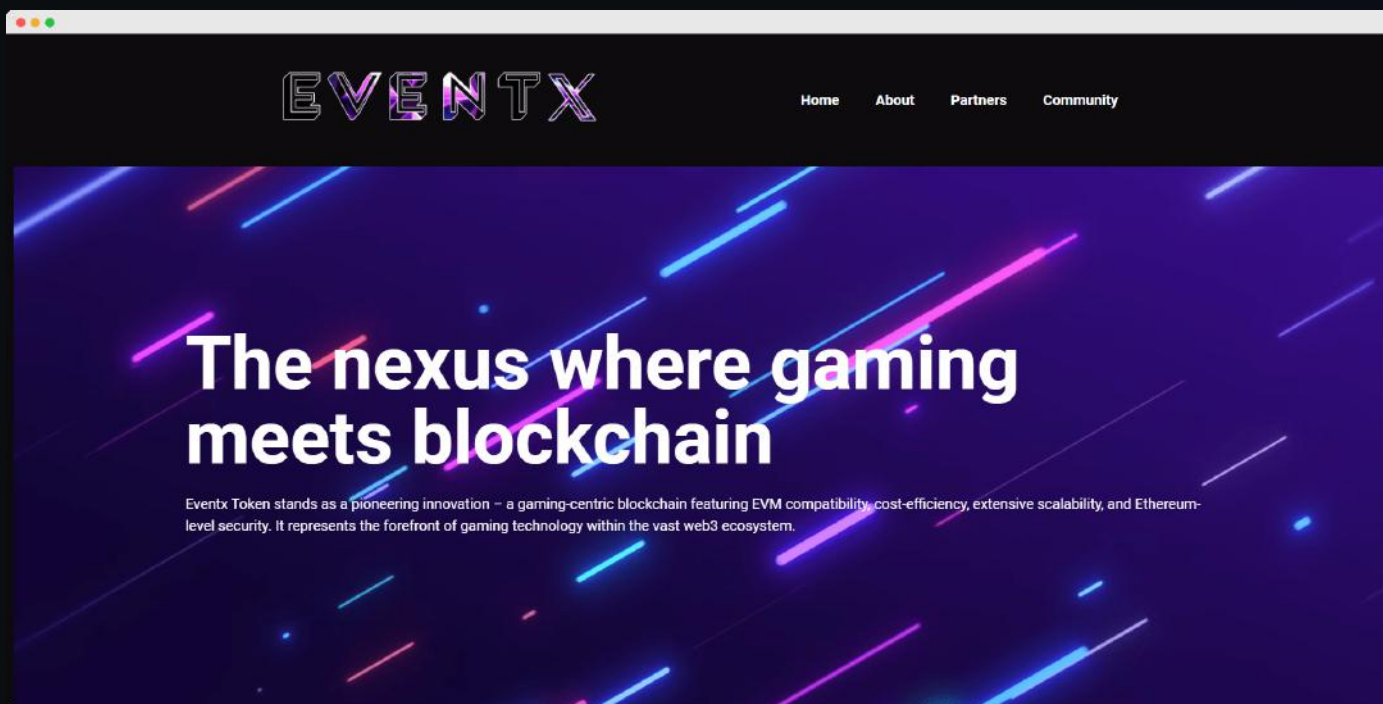 EVENTX
Home About Partners Community
The nexus where gaming
meets blockchain
Eventx Token stands as a pioneering innovation – a gaming-centric blockchain featuring EVM compatibility, cost-efficiency, extensive scalability, and Ethereum-
level security. It represents the forefront of gaming technology within the vast web3 ecosystem.